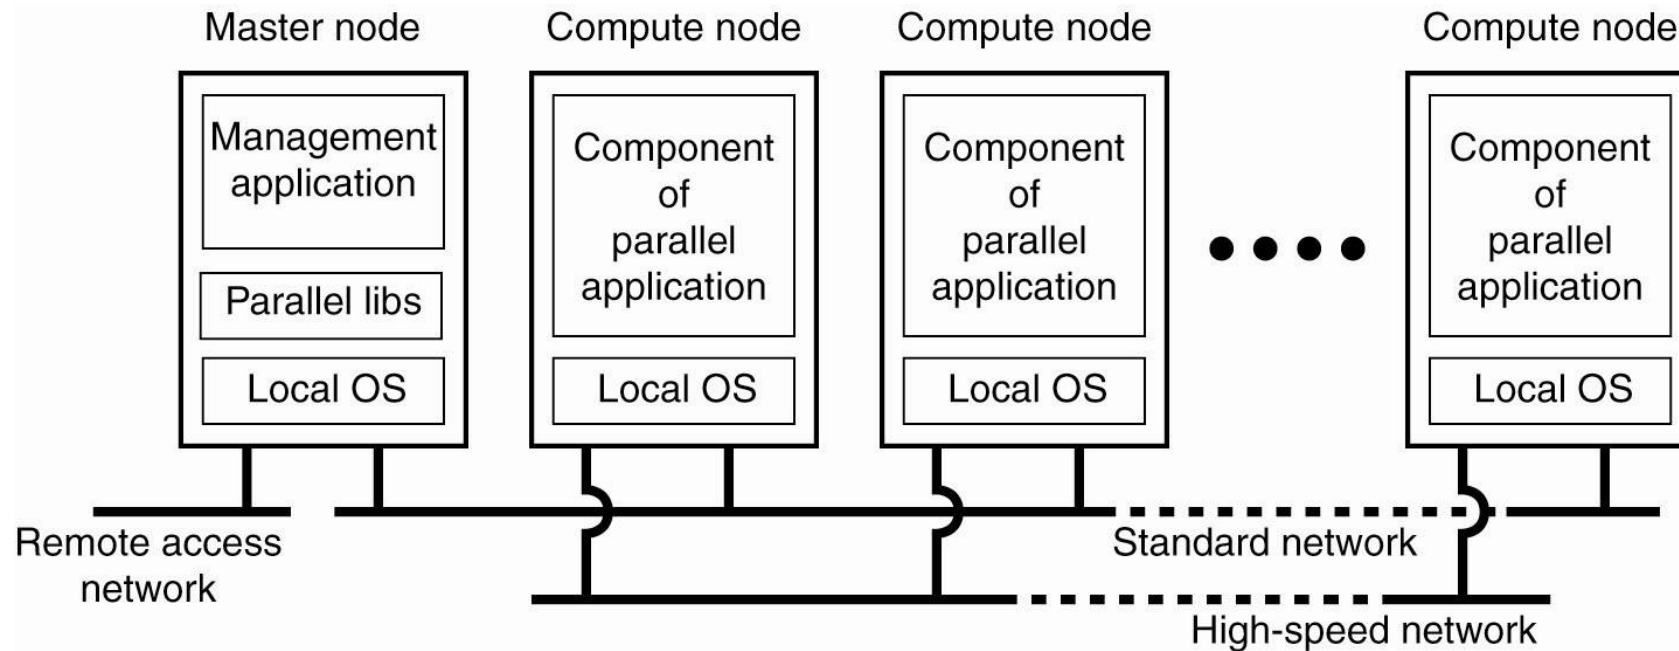 Master node
Compute node
Compute node
Compute node
Management
application
Parallel libs
Local OS
Component
of
parallel
application
Local OS
Component
of
parallel
application
Local OS
Component
of
parallel
application
Local OS
Remote access
network
Standard network
High-speed network